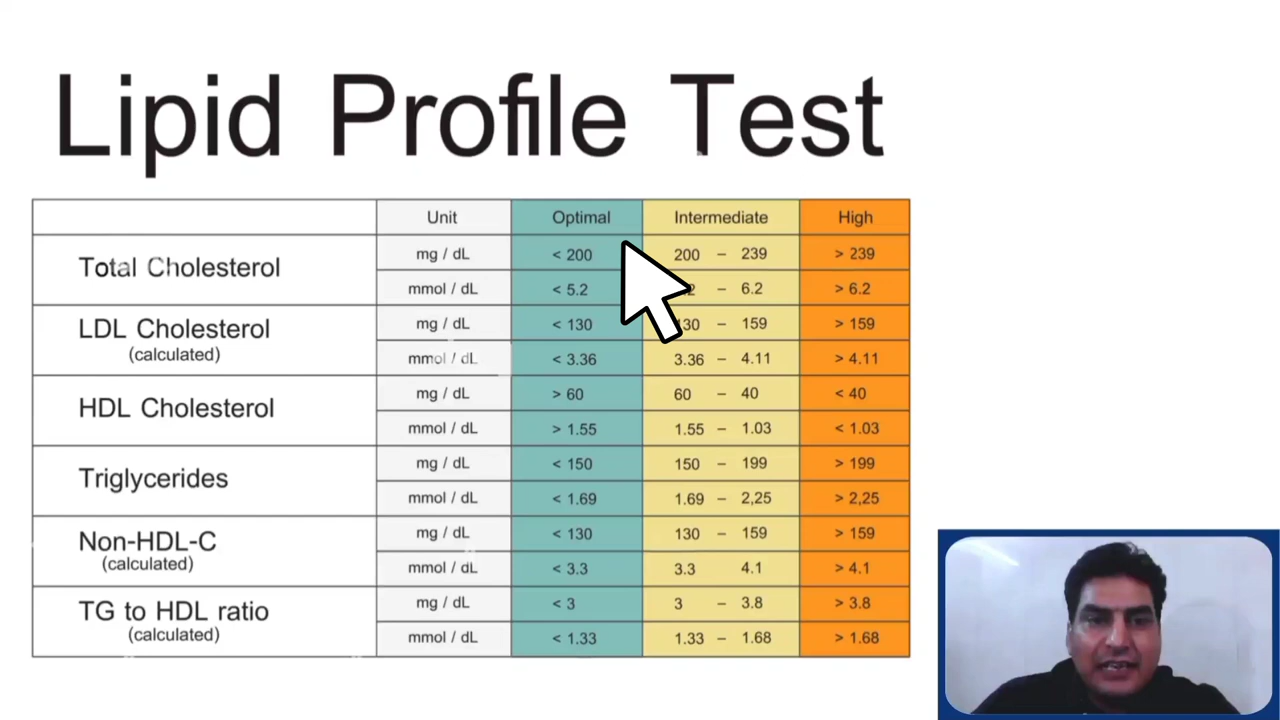 Lipid Profile Test
Unit Optimal Intermediate High
Total Cholesterol
mg / dL < 200 200 – 239 > 239
mmol / dL < 5.2 – 6.2 > 6.2
LDL Cholesterol
(calculated)
mg / dL < 130 130 – 159 > 159
mmol / dL < 3.36 3.36 – 4.11 > 4.11
HDL Cholesterol
mg / dL > 60 60 – 40 < 40
mmol / dL > 1.55 1.55 – 1.03 < 1.03
Triglycerides
mg / dL < 150 150 – 199 > 199
mmol / dL < 1.69 1.69 – 2,25 > 2,25
Non-HDL-C
(calculated)
mg / dL < 130 130 – 159 > 159
mmol / dL < 3.3 3.3 4.1 > 4.1
TG to HDL ratio
(calculated)
mg / dL < 3 3 – 3.8 > 3.8
mmol / dL < 1.33 1.33 – 1.68 > 1.68